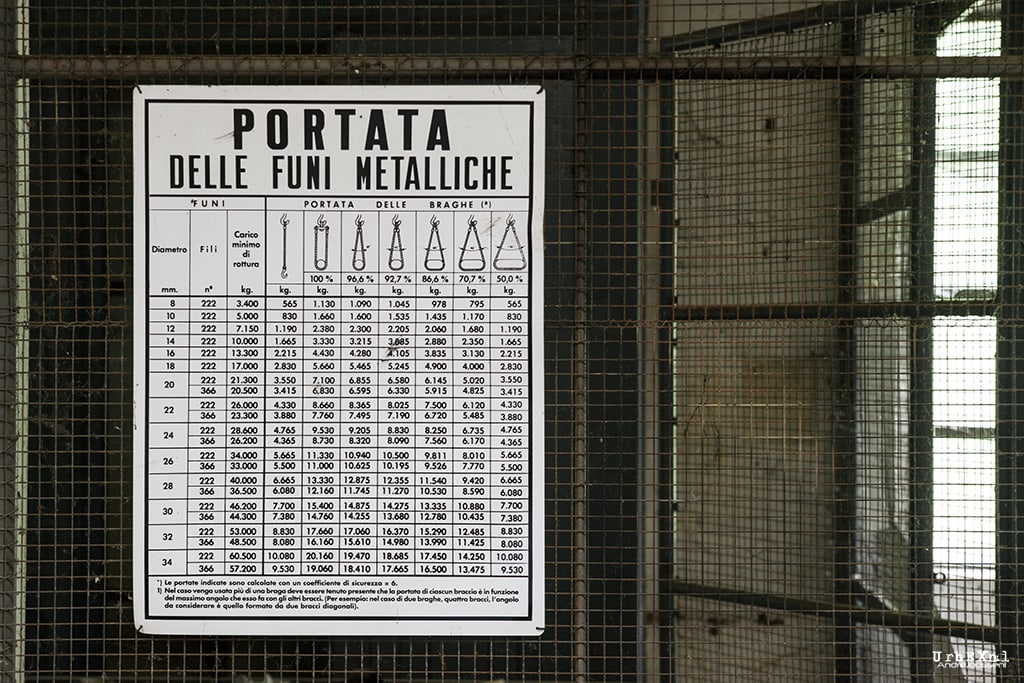 PORTATA
DELLE FUNI METALLICHE
FUNI PORTATA DELLE BRAGHE (*)
Diametro Fili Carico minimo di rottura
100 % 96,6 % 92,7 % 86,6 % 70,7 % 50,0 %
mm. n° kg. kg. kg. kg. kg. kg. kg. kg.
8 222 3.400 565 1.130 1.090 1.045 978 795 565
10 222 5.000 830 1.660 1.600 1.535 1.435 1.170 830
12 222 7.150 1.190 2.380 2.300 2.205 2.060 1.680 1.190
14 222 10.000 1.665 3.330 3.215 3.085 2.880 2.350 1.665
16 222 13.300 2.215 4.430 4.280 4.105 3.835 3.130 2.215
18 222 17.000 2.830 5.660 5.465 5.245 4.900 4.000 2.830
20 222 21.300 3.550 7.100 6.855 6.580 6.145 5.020 3.550
366 20.500 3.415 6.830 6.595 6.330 5.915 4.825 3.415
22 222 26.000 4.330 8.660 8.365 8.025 7.500 6.120 4.330
366 23.300 3.880 7.760 7.495 7.190 6.720 5.485 3.880
24 222 28.600 4.765 9.530 9.205 8.830 8.250 6.735 4.765
366 26.200 4.365 8.730 8.320 8.090 7.560 6.170 4.365
26 222 34.000 5.665 11.330 10.940 10.500 9.811 8.010 5.665
366 33.000 5.500 11.000 10.625 10.195 9.526 7.770 5.500
28 222 40.000 6.665 13.330 12.875 12.355 11.540 9.420 6.665
366 36.500 6.080 12.160 11.745 11.270 10.530 8.590 6.080
30 222 46.200 7.700 15.400 14.875 14.275 13.335 10.880 7.700
366 44.300 7.380 14.760 14.255 13.680 12.780 10.435 7.380
32 222 53.000 8.830 17.660 17.060 16.370 15.290 12.485 8.830
366 48.500 8.080 16.160 15.610 14.980 13.990 11.425 8.080
34 222 60.500 10.080 20.160 19.470 18.685 17.450 14.250 10.080
366 57.200 9.530 19.060 18.410 17.665 16.500 13.475 9.530
*) Le portate indicate sono calcolate con un coefficiente di sicurezza = 6.
1) Nel caso venga usata più di una braga deve essere tenuto presente che la portata di ciascun braccio è in funzione
del massimo angolo che esso fa con gli altri bracci. (Per esempio: nel caso di due braghe, quattro bracci, l'angolo
da considerare è quello formato da due bracci diagonali).